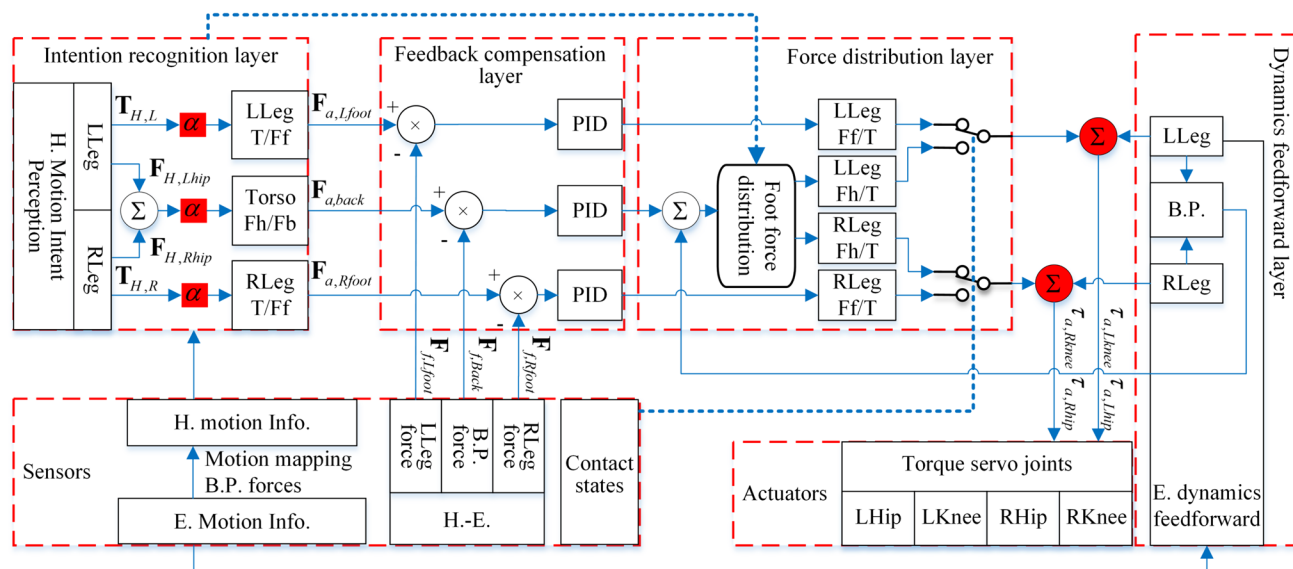 Intention recognition layer
H. Motion Intent
Perception
LLeg
RLeg
T_{H,L}
F_{H,Lhip}
F_{H,Rhip}
T_{H,R}
α
α
α
Σ
LLeg
T/Ff
Torso
Fh/Fb
RLeg
T/Ff
F_{a,Lfoot}
F_{a,back}
F_{a,Rfoot}
Feedback compensation
layer
+
×
-
+
×
-
+
×
-
PID
PID
PID
F_{f,Lfoot}
F_{f,Back}
F_{f,Rfoot}
Force distribution layer
Σ
Foot force
distribution
LLeg
Ff/T
LLeg
Fh/T
RLeg
Fh/T
RLeg
Ff/T
Σ
Σ
τ_{a,Rknee}
τ_{a,Rhip}
τ_{a,Lknee}
τ_{a,Lhip}
Dynamics feedforward layer
LLeg
B.P.
RLeg
E. dynamics
feedforward
Sensors
H. motion Info.
Motion mapping
B.P. forces
E. Motion Info.
LLeg
force
B.P.
force
RLeg
force
H.-E.
Contact
states
Actuators
Torque servo joints
LHip
LKnee
RHip
RKnee